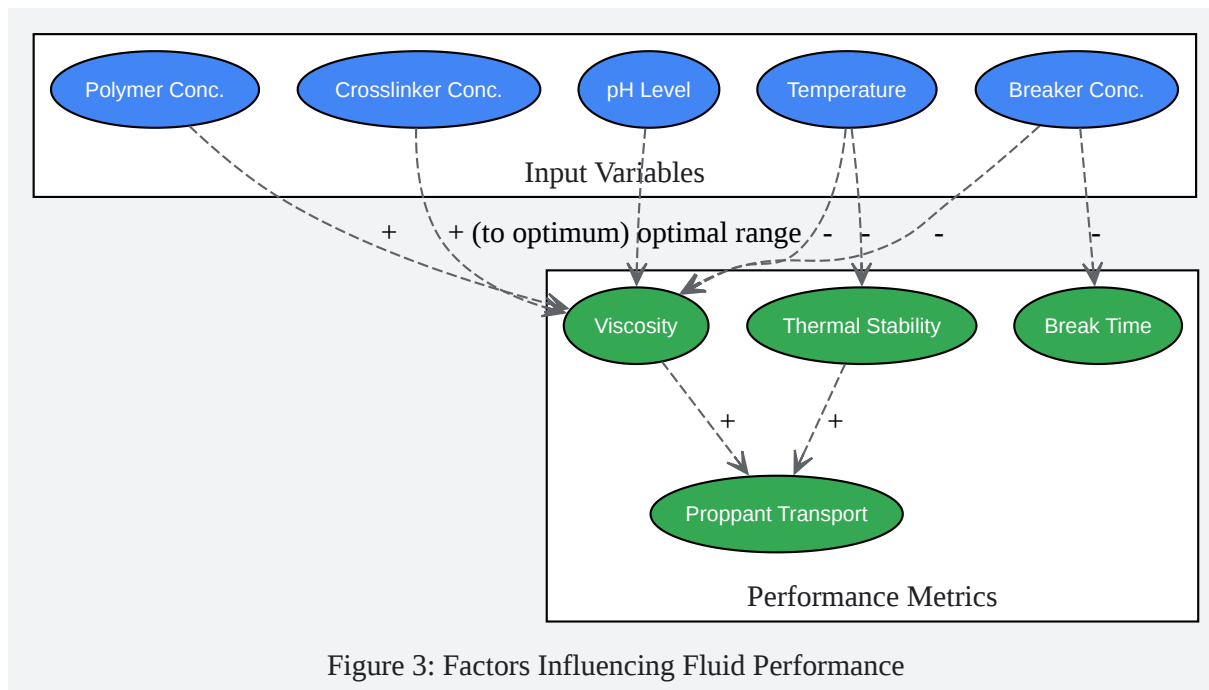 Polymer Conc.
Crosslinker Conc.
pH Level
Temperature
Breaker Conc.
Input Variables
+
+ (to optimum)
optimal range
-
-
-
-
Viscosity
Thermal Stability
Break Time
+
+
Proppant Transport
Performance Metrics
Figure 3: Factors Influencing Fluid Performance